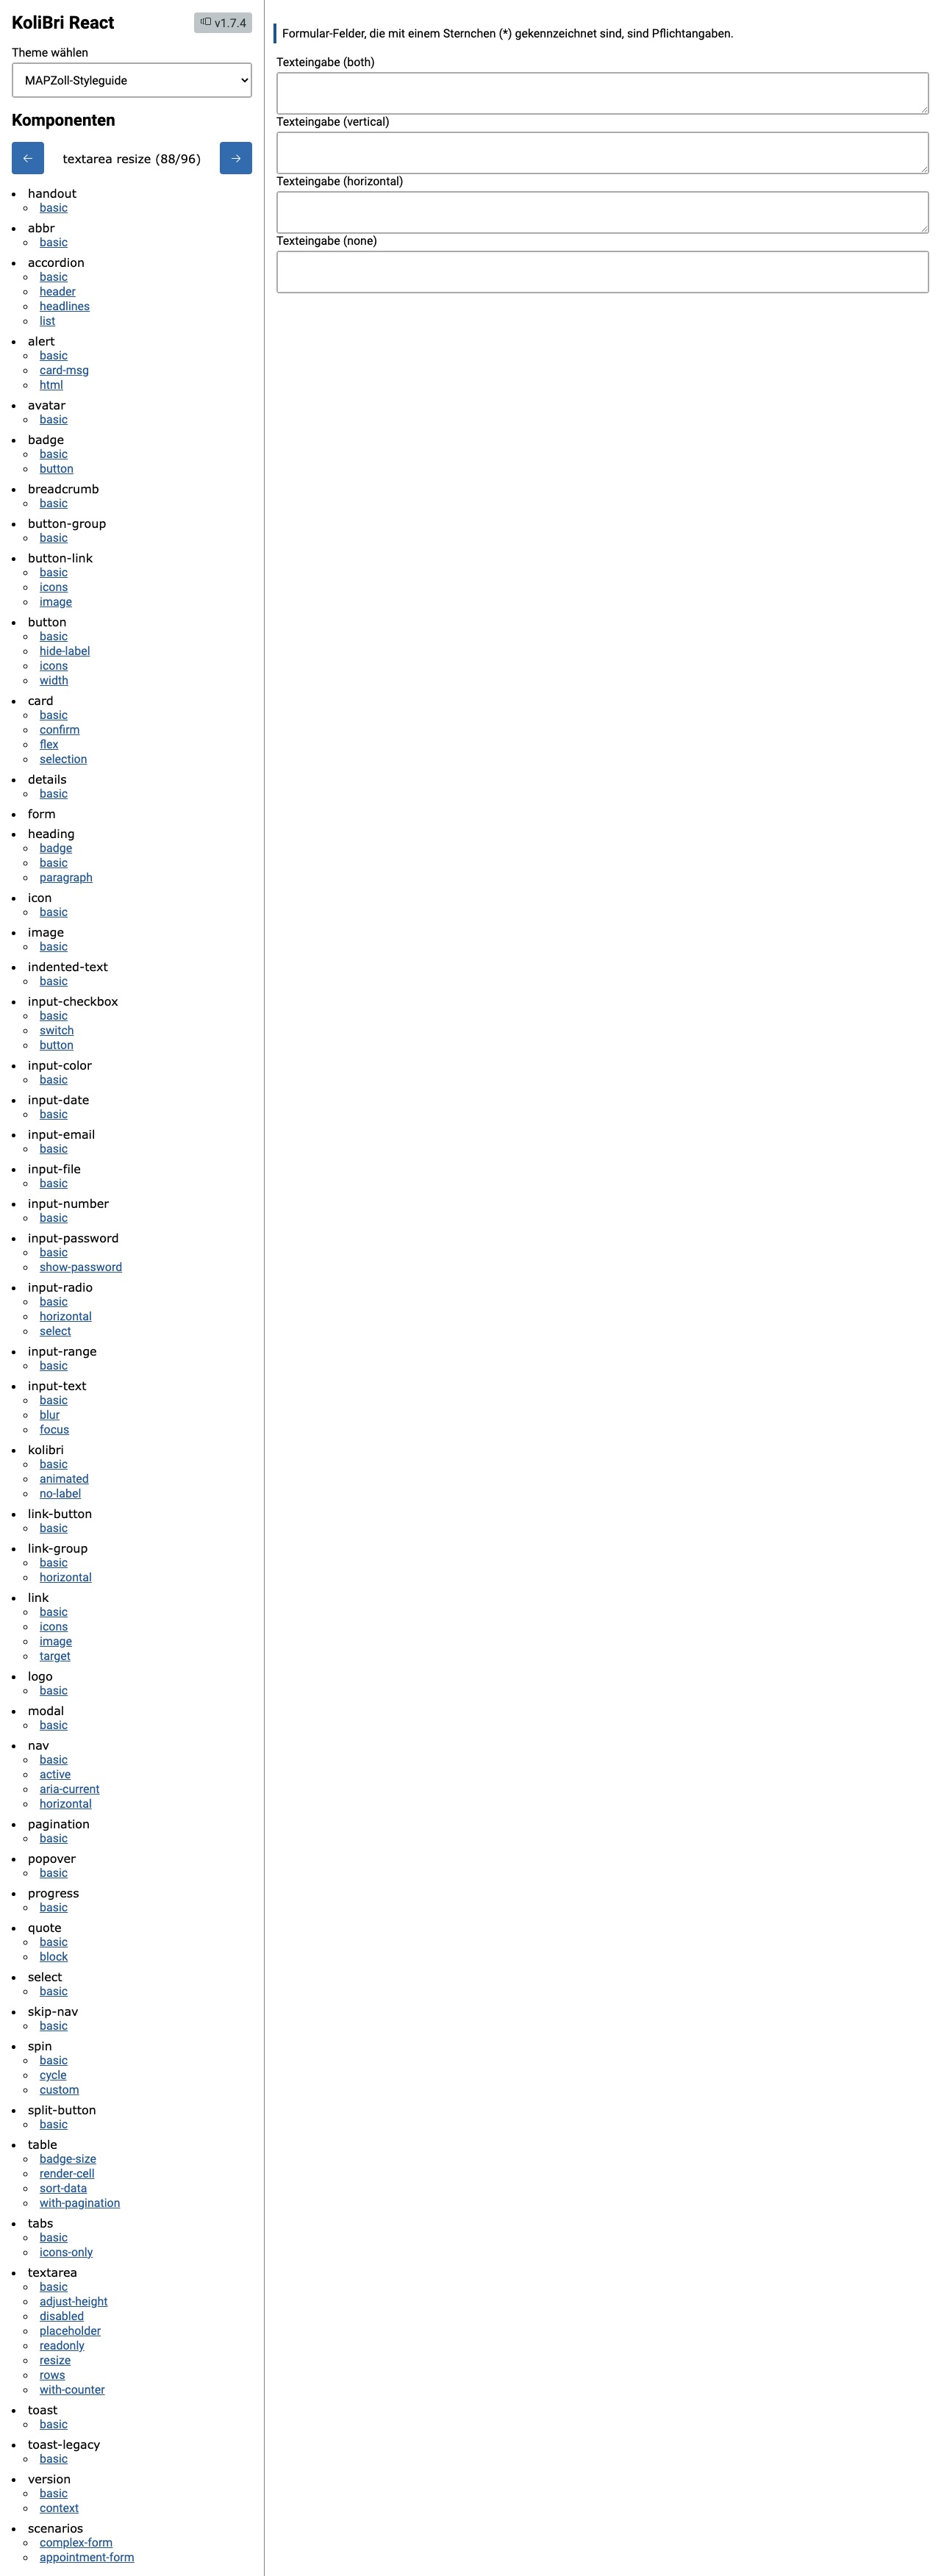 KoliBri React
v1.7.4
Theme wählen
MAPZoll-Styleguide
Komponenten
← textarea resize (88/96) →
handout
basic
abbr
basic
accordion
basic
header
headlines
list
alert
basic
card-msg
html
avatar
basic
badge
basic
button
breadcrumb
basic
button-group
basic
button-link
basic
icons
image
button
basic
hide-label
icons
width
card
basic
confirm
flex
selection
details
basic
form
heading
badge
basic
paragraph
icon
basic
image
basic
indented-text
basic
input-checkbox
basic
switch
button
input-color
basic
input-date
basic
input-email
basic
input-file
basic
input-number
basic
input-password
basic
show-password
input-radio
basic
horizontal
select
input-range
basic
input-text
basic
blur
focus
kolibri
basic
animated
no-label
link-button
basic
link-group
basic
horizontal
link
basic
icons
image
target
logo
basic
modal
basic
nav
basic
active
aria-current
horizontal
pagination
basic
popover
basic
progress
basic
quote
basic
block
select
basic
skip-nav
basic
spin
basic
cycle
custom
split-button
basic
table
badge-size
render-cell
sort-data
with-pagination
tabs
basic
icons-only
textarea
basic
adjust-height
disabled
placeholder
readonly
resize
rows
with-counter
toast
basic
toast-legacy
basic
version
basic
context
scenarios
complex-form
appointment-form
Formular-Felder, die mit einem Sternchen (*) gekennzeichnet sind, sind Pflichtangaben.
Texteingabe (both)
Texteingabe (vertical)
Texteingabe (horizontal)
Texteingabe (none)